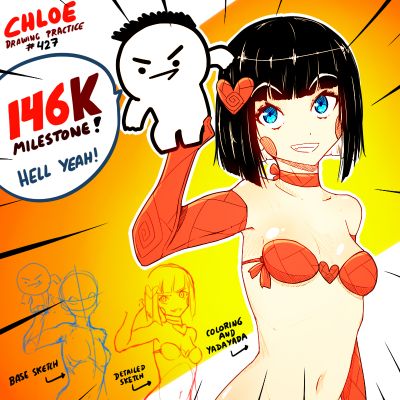 CHLOE
DRAWING PRACTICE
#427
146K
MILESTONE!
HELL YEAH!
BASE SKETCH
DETAILED
SKETCH
COLORING
AND
YADAYADA